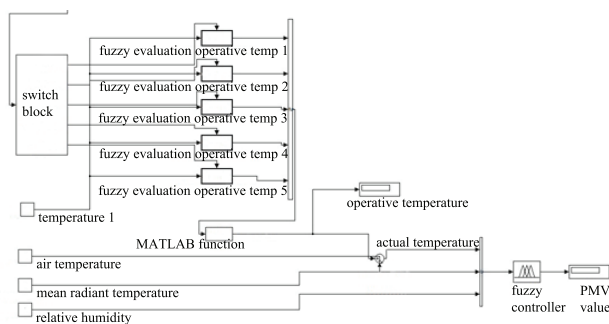 fuzzy evaluation operative temp 1
switch
block
fuzzy evaluation operative temp 2
fuzzy evaluation operative temp 3
fuzzy evaluation operative temp 4
fuzzy evaluation operative temp 5
temperature 1
operative temperature
MATLAB function
actual temperature
air temperature
mean radiant temperature
relative humidity
fuzzy
controller
PMV
value